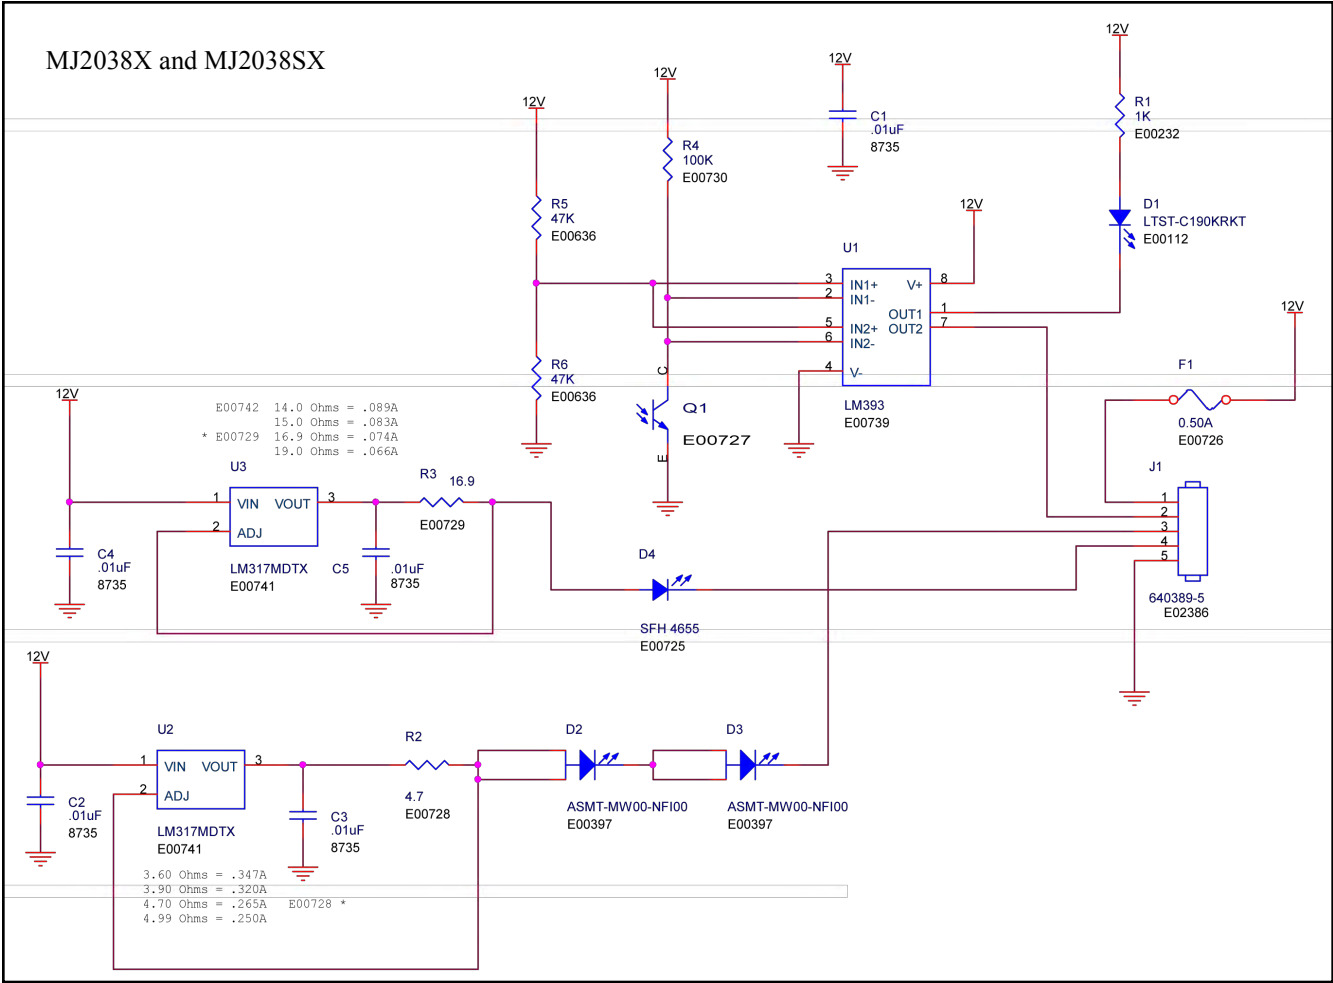 MJ2038X and MJ2038SX
12V
R1
1K
E00232
12V
C1
.01uF
8735
12V
R4
100K
E00730
12V
R5
47K
E00636
12V
D1
LTST-C190KRKT
E00112
U1
3 IN1+ V+ 8
2 IN1-
OUT1 1
5 IN2+ OUT2 7
6 IN2-
4 V-
LM393
E00739
R6
47K
E00636
C
Q1
E00727
E
12V
F1
0.50A
E00726
J1
1
2
3
4
5
640389-5
E02386
12V
E00742 14.0 Ohms = .089A
15.0 Ohms = .083A
* E00729 16.9 Ohms = .074A
19.0 Ohms = .066A
U3
1 VIN VOUT 3
2 ADJ
LM317MDTX
E00741
R3
16.9
E00729
C4
.01uF
8735
C5
.01uF
8735
D4
SFH 4655
E00725
12V
U2
1 VIN VOUT 3
2 ADJ
LM317MDTX
E00741
R2
4.7
E00728
C2
.01uF
8735
C3
.01uF
8735
D2
ASMT-MW00-NFI00
E00397
D3
ASMT-MW00-NFI00
E00397
3.60 Ohms = .347A
3.90 Ohms = .320A
4.70 Ohms = .265A E00728 *
4.99 Ohms = .250A